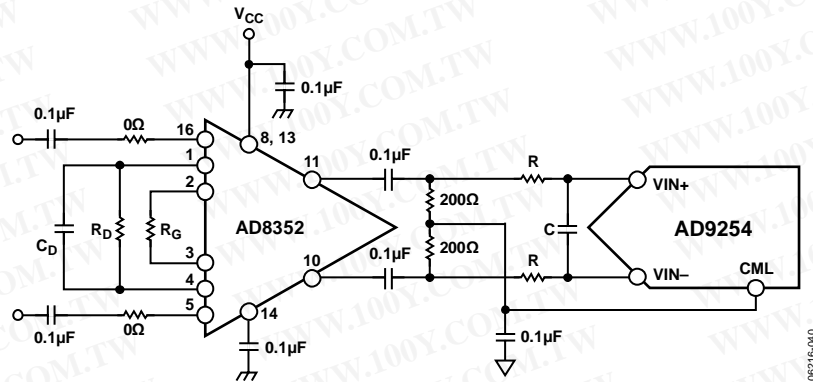 VCC
0.1µF
0.1µF
0Ω
16
8, 13
1
2
11
0.1µF
R
VIN+
200Ω
CD
RD
RG
AD8352
C
AD9254
200Ω
3
10
0.1µF
R
VIN–
CML
4
5
14
0.1µF
0Ω
0.1µF
0.1µF
06216-040
WWW.100Y.COM.TW